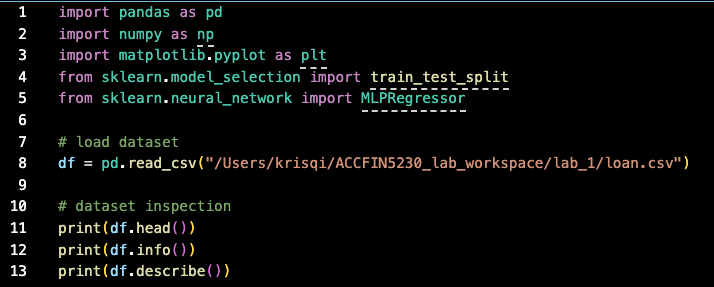 1 import pandas as pd
2 import numpy as np
3 import matplotlib.pyplot as plt
4 from sklearn.model_selection import train_test_split
5 from sklearn.neural_network import MLPRegressor
6
7 # load dataset
8 df = pd.read_csv("/Users/krisqi/ACCFIN5230_lab_workspace/lab_1/loan.csv")
9
10 # dataset inspection
11 print(df.head())
12 print(df.info())
13 print(df.describe())